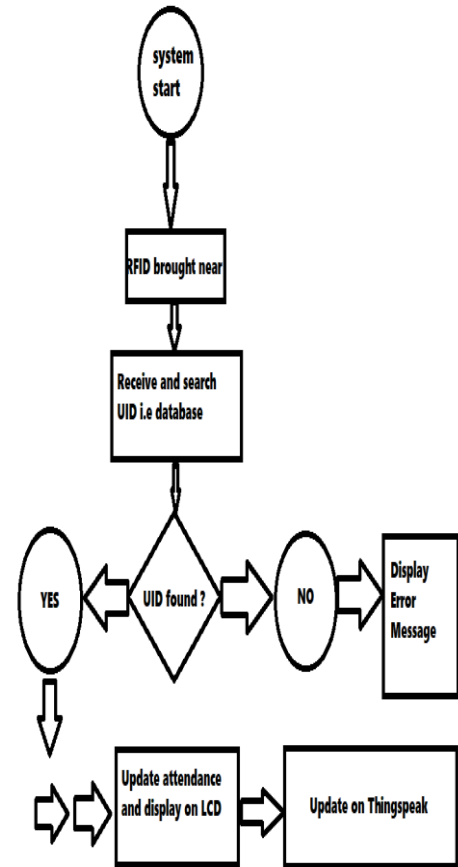 system
start
RFID brought near
Receive and search
UID i.e database
YES
UID found ?
NO
Display
Error
Message
Update attendance
and display on LCD
Update on Thingspeak